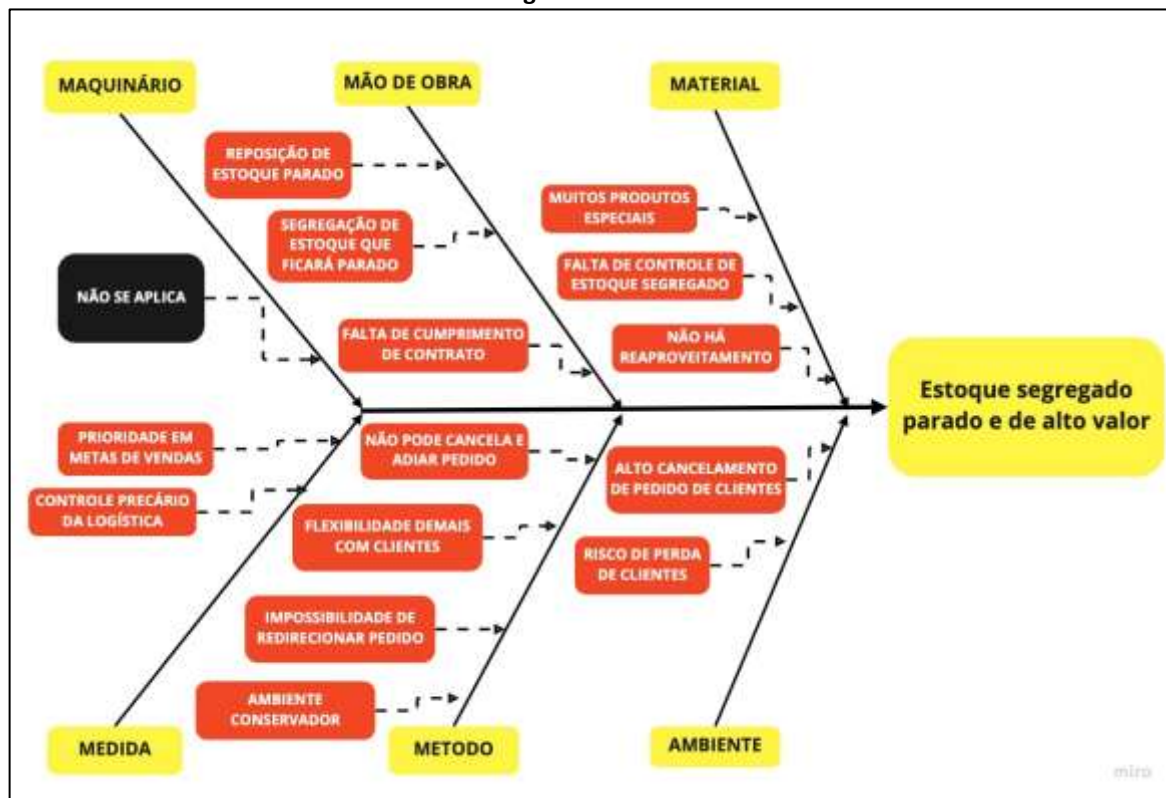 MAQUINÁRIO
MÃO DE OBRA
MATERIAL
REPOSIÇÃO DE
ESTOQUE PARADO
SEGREGAÇÃO DE
ESTOQUE QUE
FICARÁ PARADO
MUITOS PRODUTOS
ESPECIAIS
FALTA DE CONTROLE DE
ESTOQUE SEGREGADO
NÃO SE APLICA
FALTA DE CUMPRIMENTO
DE CONTRATO
NÃO HÁ
REAPROVEITAMENTO
Estoque segregado
parado e de alto valor
PRIORIDADE EM
METAS DE VENDAS
CONTROLE PRECÁRIO
DA LOGÍSTICA
NÃO PODE CANCELA E
ADIAR PEDIDO
FLEXIBILIDADE DEMAIS
COM CLIENTES
IMPOSSIBILIDADE DE
REDIRECIONAR PEDIDO
AMBIENTE
CONSERVADOR
ALTO CANCELAMENTO
DE PEDIDO DE CLIENTES
RISCO DE PERDA
DE CLIENTES
MEDIDA
METODO
AMBIENTE
miro